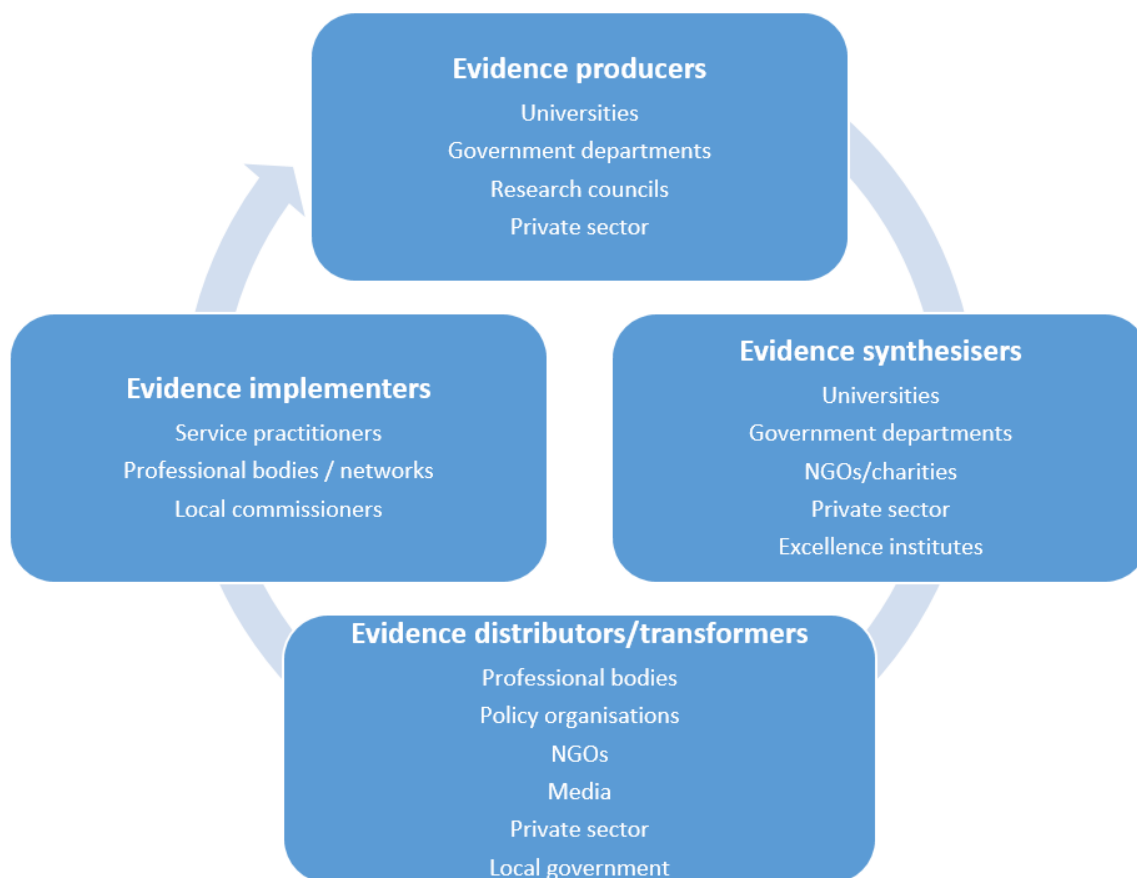 Evidence producers
Universities
Government departments
Research councils
Private sector
Evidence synthesisers
Universities
Government departments
NGOs/charities
Private sector
Excellence institutes
Evidence distributors/transformers
Professional bodies
Policy organisations
NGOs
Media
Private sector
Local government
Evidence implementers
Service practitioners
Professional bodies / networks
Local commissioners